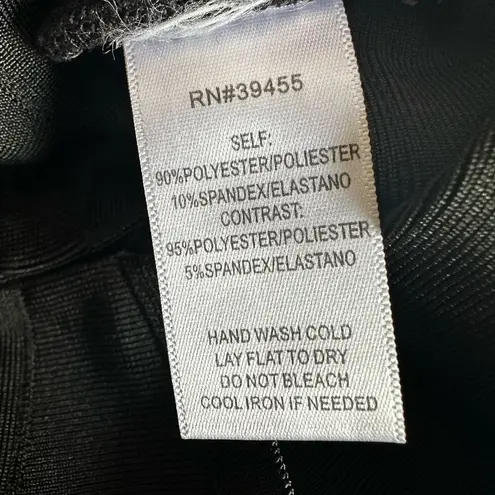 RN#39455
SELF:
90%POLYESTER/POLIESTER
10%SPANDEX/ELASTANO
CONTRAST:
95%POLYESTER/POLIESTER
5%SPANDEX/ELASTANO
HAND WASH COLD
LAY FLAT TO DRY
DO NOT BLEACH
COOL IRON IF NEEDED